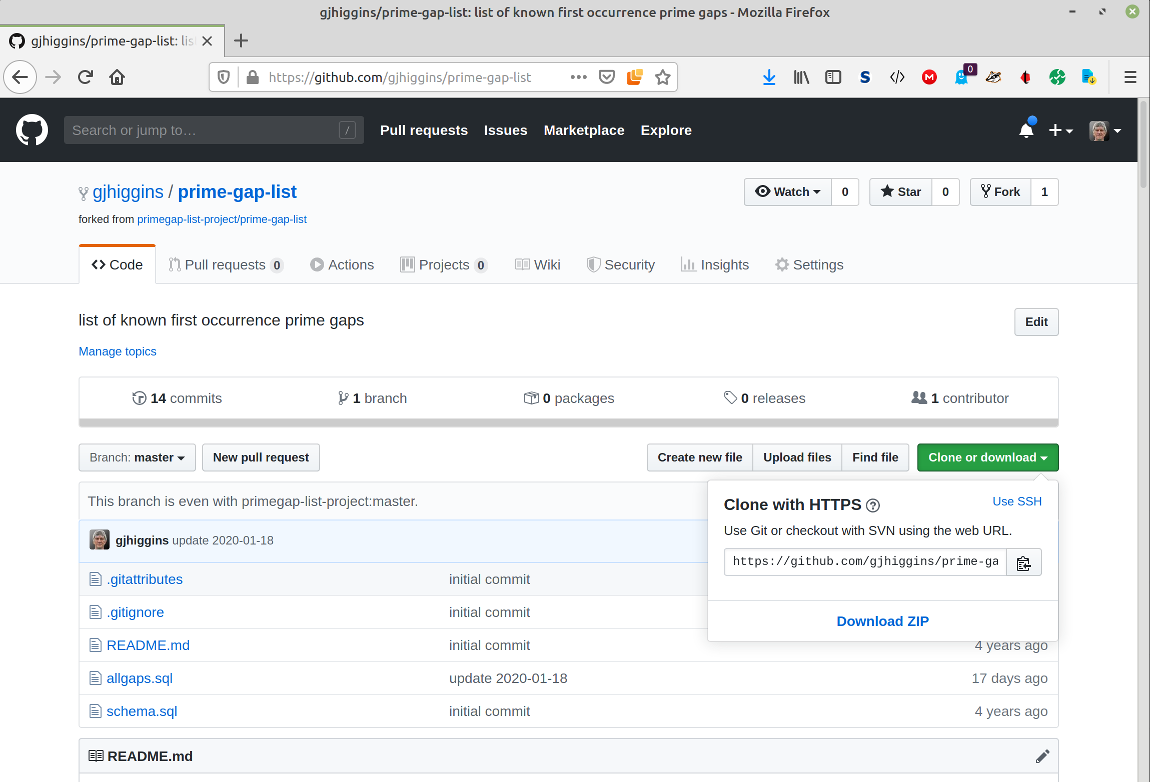 gjhiggins/prime-gap-list: list of known first occurrence prime gaps - Mozilla Firefox
gjhiggins/prime-gap-list: lis
https://github.com/gjhiggins/prime-gap-list
S </> M 0
Search or jump to… / Pull requests Issues Marketplace Explore
gjhiggins / prime-gap-list Watch 0 Star 0 Fork 1
forked from primegap-list-project/prime-gap-list
Code Pull requests 0 Actions Projects 0 Wiki Security Insights Settings
list of known first occurrence prime gaps Edit
Manage topics
14 commits 1 branch 0 packages 0 releases 1 contributor
Branch: master New pull request Create new file Upload files Find file Clone or download
This branch is even with primegap-list-project:master.
Clone with HTTPS ? Use SSH
Use Git or checkout with SVN using the web URL.
https://github.com/gjhiggins/prime-ga
Download ZIP
gjhiggins update 2020-01-18
.gitattributes initial commit
.gitignore initial commit
README.md initial commit 4 years ago
allgaps.sql update 2020-01-18 17 days ago
schema.sql initial commit 4 years ago
README.md